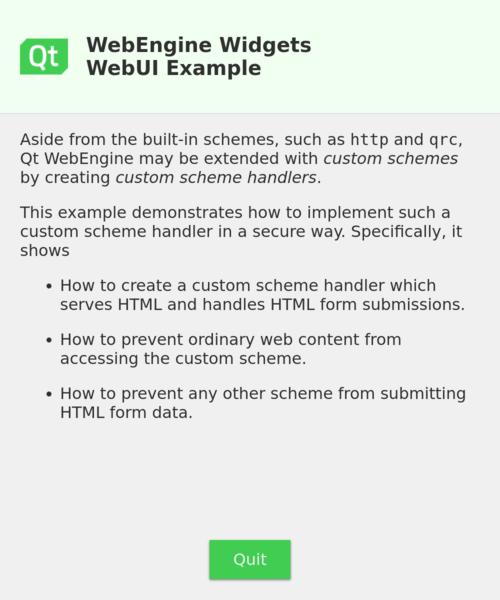 Qt
WebEngine Widgets
WebUI Example
Aside from the built-in schemes, such as http and qrc,
Qt WebEngine may be extended with custom schemes
by creating custom scheme handlers.
This example demonstrates how to implement such a
custom scheme handler in a secure way. Specifically, it
shows
• How to create a custom scheme handler which
serves HTML and handles HTML form submissions.
• How to prevent ordinary web content from
accessing the custom scheme.
• How to prevent any other scheme from submitting
HTML form data.
Quit